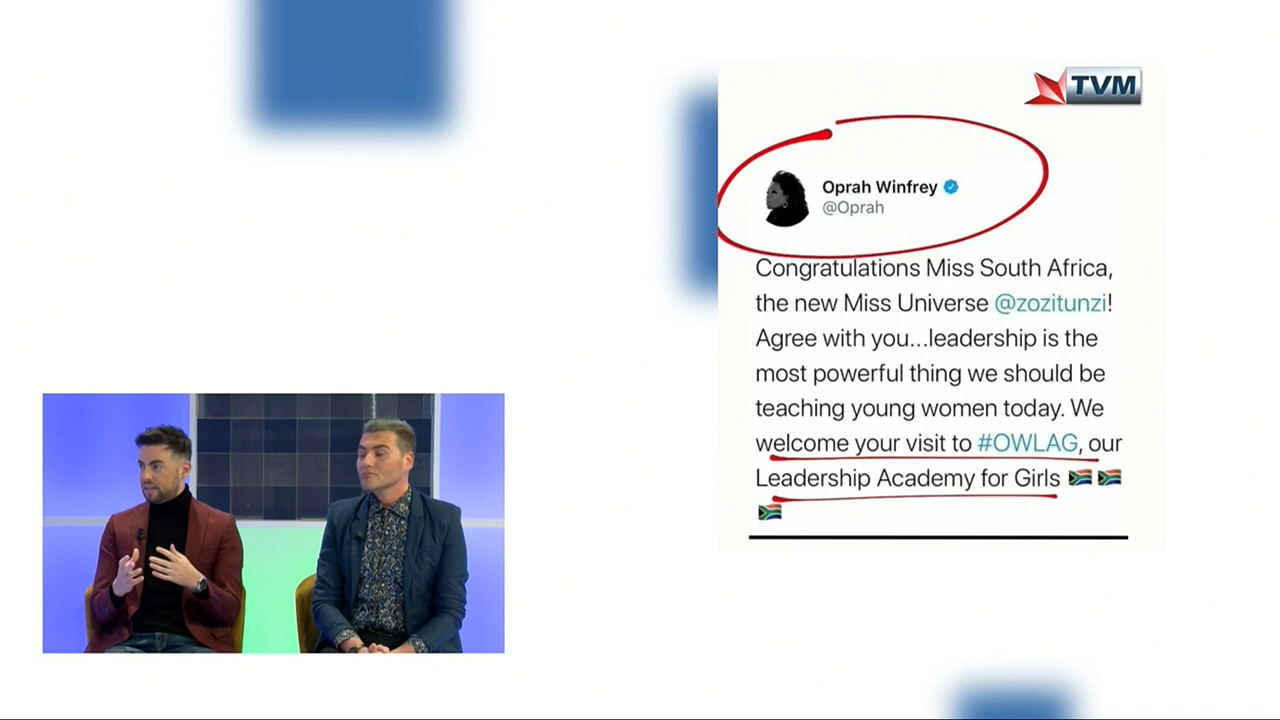 TVM
Oprah Winfrey
@Oprah
Congratulations Miss South Africa,
the new Miss Universe @zozitunzi!
Agree with you...leadership is the
most powerful thing we should be
teaching young women today. We
welcome your visit to #OWLAG, our
Leadership Academy for Girls 🇿🇦 🇿🇦
🇿🇦